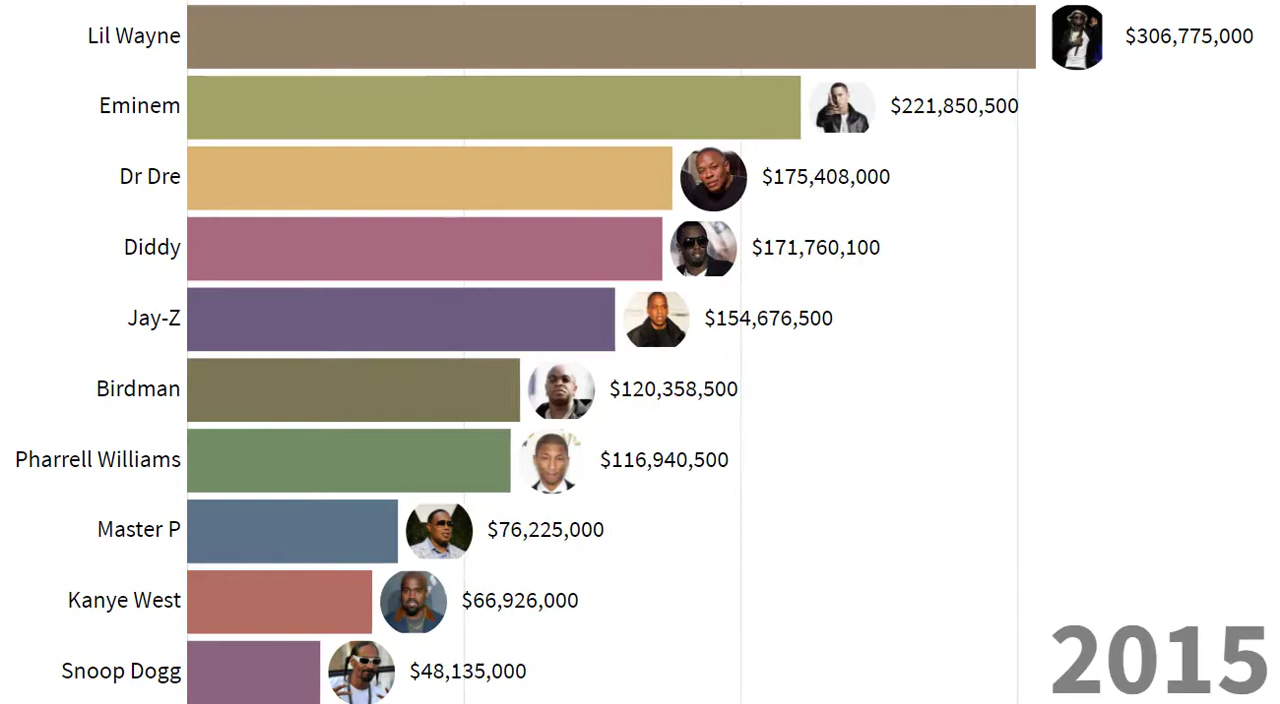 Lil Wayne $306,775,000
Eminem $221,850,500
Dr Dre $175,408,000
Diddy $171,760,100
Jay-Z $154,676,500
Birdman $120,358,500
Pharrell Williams $116,940,500
Master P $76,225,000
Kanye West $66,926,000
Snoop Dogg $48,135,000
2015